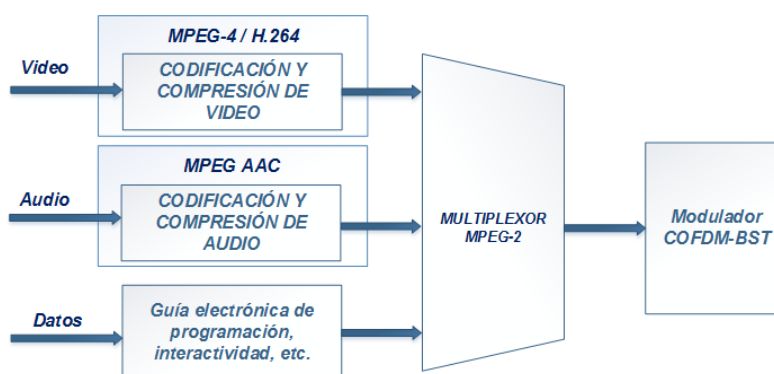 MPEG-4 / H.264
Video
CODIFICACIÓN Y
COMPRESIÓN DE
VIDEO
MPEG AAC
Audio
CODIFICACIÓN Y
COMPRESIÓN DE
AUDIO
Datos
Guía electrónica de
programación,
interactividad, etc.
MULTIPLEXOR
MPEG-2
Modulador
COFDM-BST